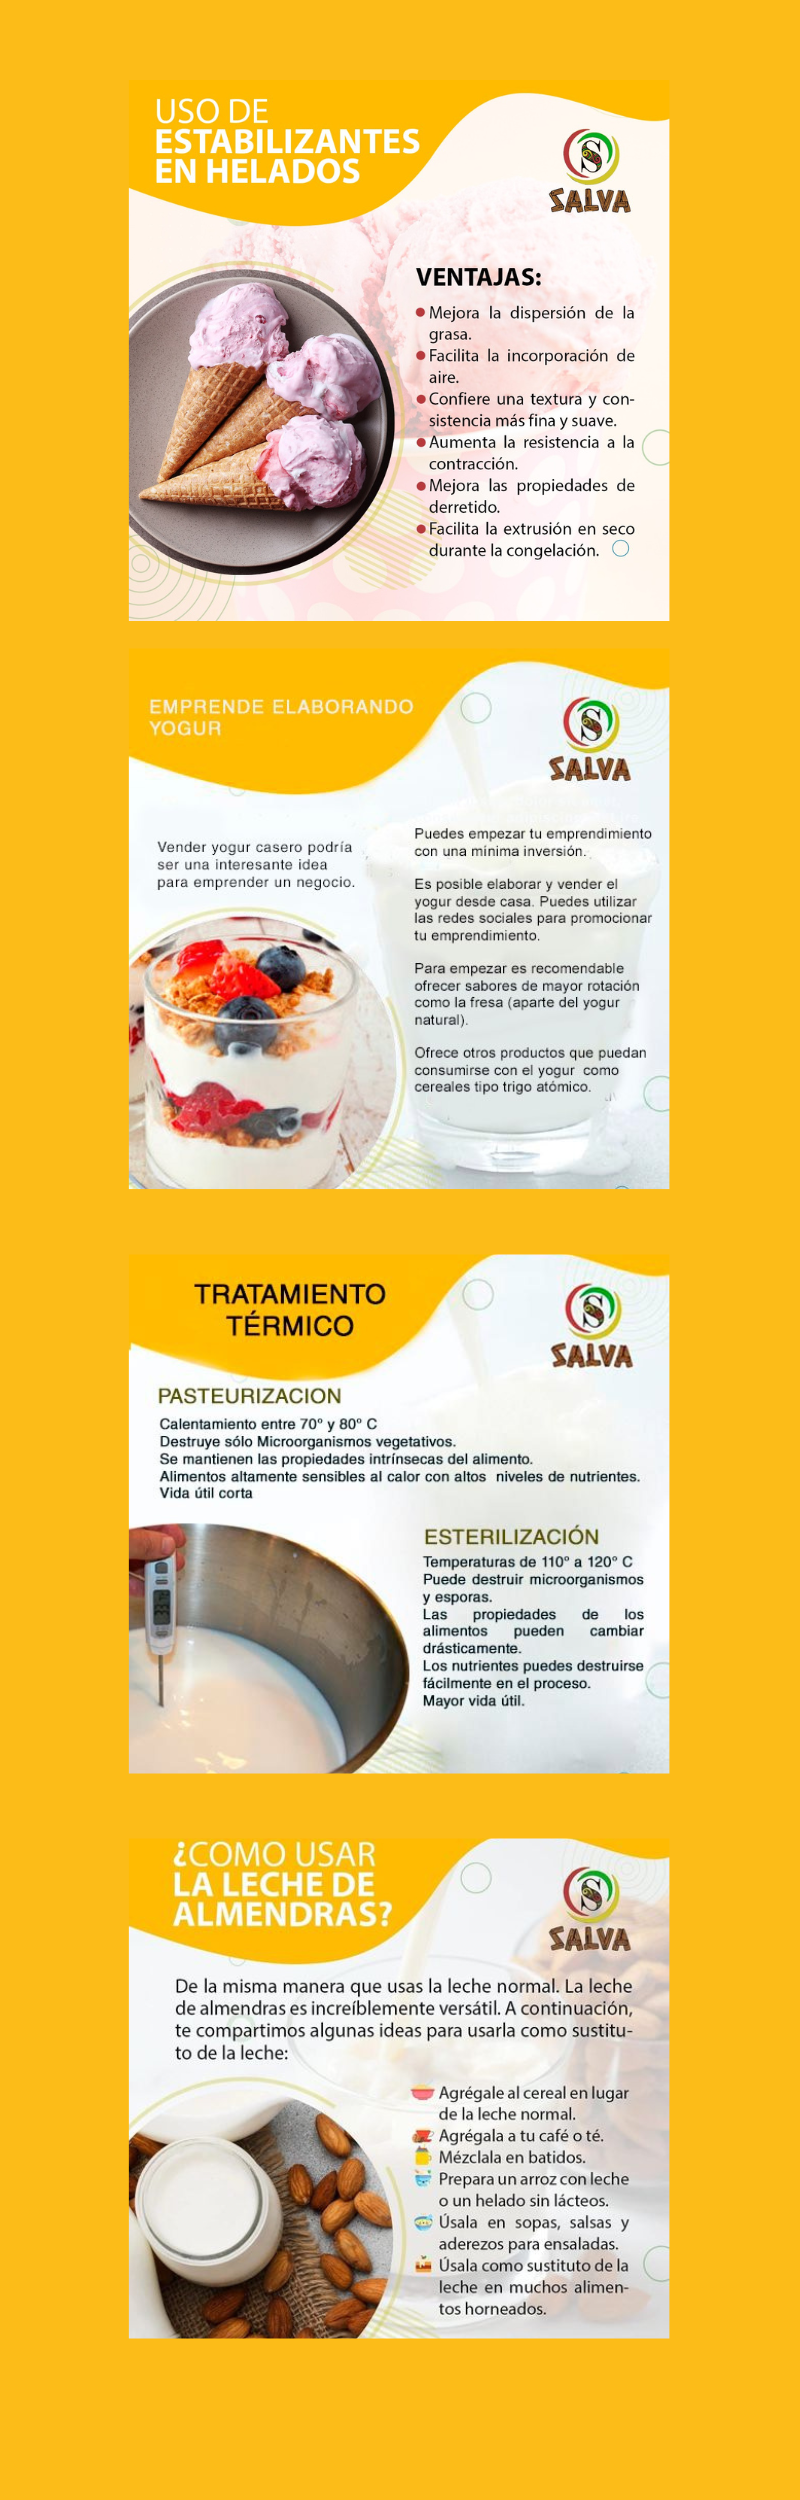 USO DE
ESTABILIZANTES
EN HELADOS
S
SALVA
VENTAJAS:
Mejora la dispersión de la
grasa.
Facilita la incorporación de
aire.
Confiere una textura y con-
sistencia más fina y suave.
Aumenta la resistencia a la
contracción.
Mejora las propiedades de
derretido.
Facilita la extrusión en seco
durante la congelación.
EMPRENDE ELABORANDO
YOGUR
S
SALVA
Vender yogur casero podría
ser una interesante idea
para emprender un negocio.
Puedes empezar tu emprendimiento
con una mínima inversión.
Es posible elaborar y vender el
yogur desde casa. Puedes utilizar
las redes sociales para promocionar
tu emprendimiento.
Para empezar es recomendable
ofrecer sabores de mayor rotación
como la fresa (aparte del yogur
natural).
Ofrece otros productos que puedan
consumirse con el yogur como
cereales tipo trigo atómico.
TRATAMIENTO
TÉRMICO
S
SALVA
PASTEURIZACION
Calentamiento entre 70º y 80º C
Destruye sólo Microorganismos vegetativos.
Se mantienen las propiedades intrínsecas del alimento.
Alimentos altamente sensibles al calor con altos niveles de nutrientes.
Vida útil corta
ESTERILIZACIÓN
Temperaturas de 110º a 120º C
Puede destruir microorganismos
y esporas.
Las propiedades de los
alimentos pueden cambiar
drásticamente.
Los nutrientes puedes destruirse
fácilmente en el proceso.
Mayor vida útil.
¿COMO USAR
LA LECHE DE
ALMENDRAS?
S
SALVA
De la misma manera que usas la leche normal. La leche
de almendras es increíblemente versátil. A continuación,
te compartimos algunas ideas para usarla como sustitu-
to de la leche:
Agrégale al cereal en lugar
de la leche normal.
Agrégala a tu café o té.
Mézclala en batidos.
Prepara un arroz con leche
o un helado sin lácteos.
Úsala en sopas, salsas y
aderezos para ensaladas.
Úsala como sustituto de la
leche en muchos alimen-
tos horneados.